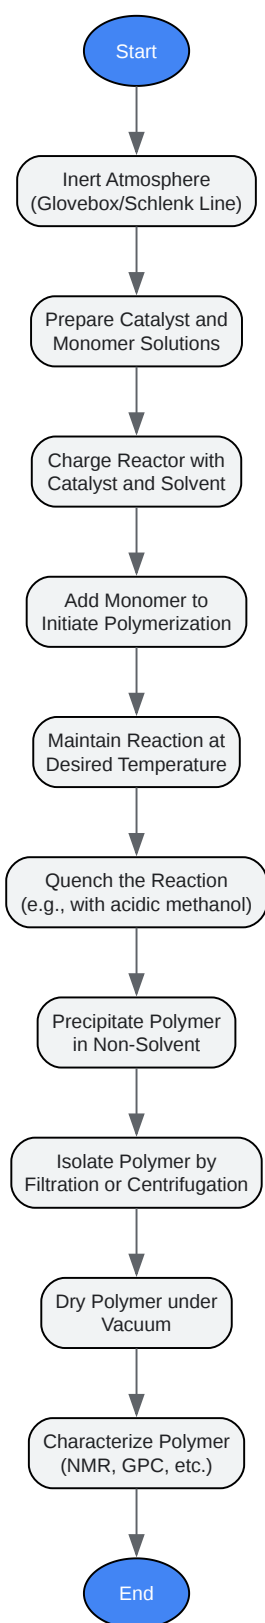 Start
Inert Atmosphere
(Glovebox/Schlenk Line)
Prepare Catalyst and
Monomer Solutions
Charge Reactor with
Catalyst and Solvent
Add Monomer to
Initiate Polymerization
Maintain Reaction at
Desired Temperature
Quench the Reaction
(e.g., with acidic methanol)
Precipitate Polymer
in Non-Solvent
Isolate Polymer by
Filtration or Centrifugation
Dry Polymer under
Vacuum
Characterize Polymer
(NMR, GPC, etc.)
End